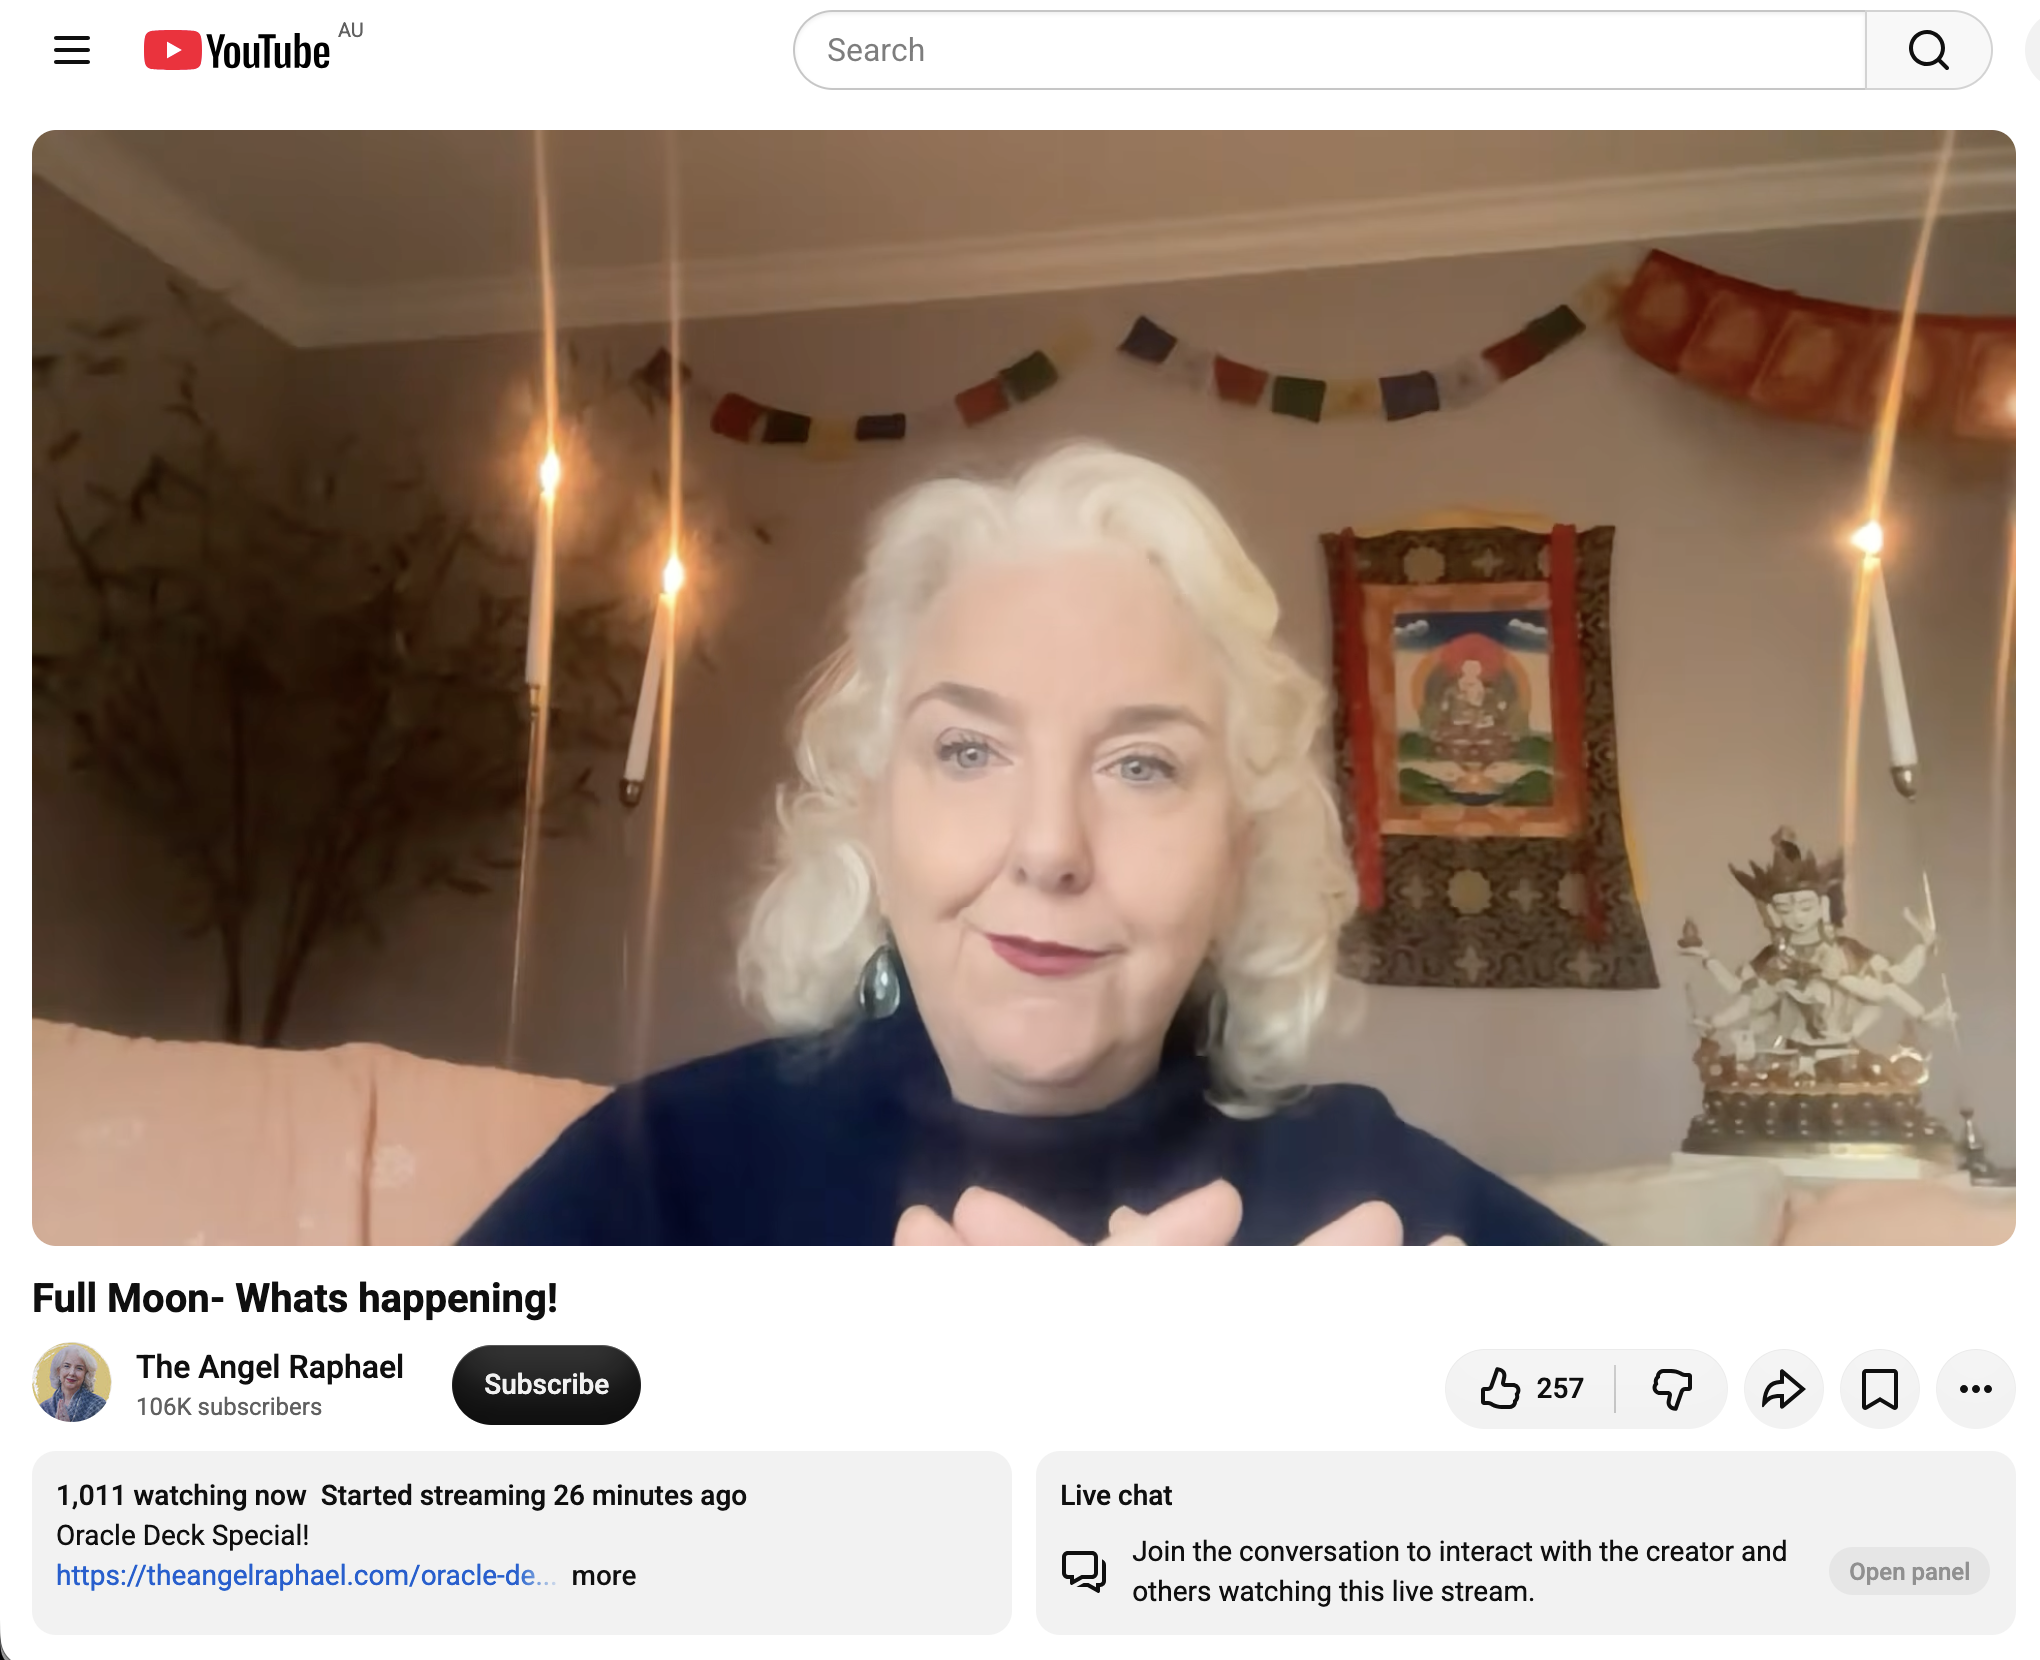 YouTube AU
Search
Full Moon- Whats happening!
The Angel Raphael
106K subscribers
Subscribe
257
1,011 watching now Started streaming 26 minutes ago
Oracle Deck Special!
https://theangelraphael.com/oracle-de... more
Live chat
Join the conversation to interact with the creator and
others watching this live stream.
Open panel